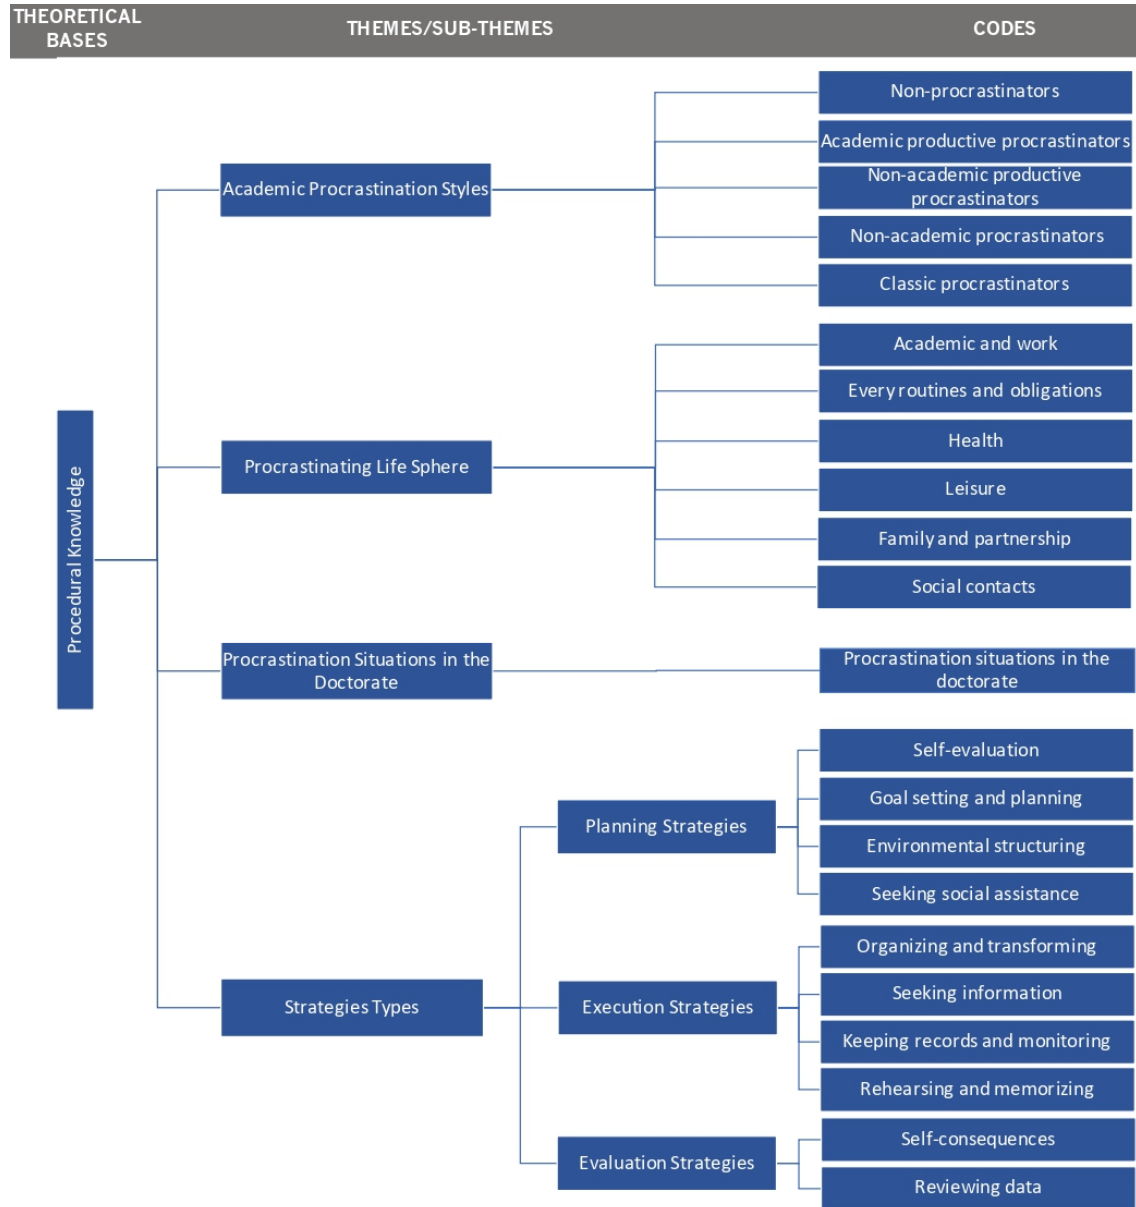 THEORETICAL
BASES
THEMES/SUB-THEMES
CODES
Procedural Knowledge
Academic Procrastination Styles
Non-procrastinators
Academic productive procrastinators
Non-academic productive
procrastinators
Non-academic procrastinators
Classic procrastinators
Procrastinating Life Sphere
Academic and work
Every routines and obligations
Health
Leisure
Family and partnership
Social contacts
Procrastination Situations in the
Doctorate
Procrastination situations in the
doctorate
Strategies Types
Planning Strategies
Self-evaluation
Goal setting and planning
Environmental structuring
Seeking social assistance
Execution Strategies
Organizing and transforming
Seeking information
Keeping records and monitoring
Rehearsing and memorizing
Evaluation Strategies
Self-consequences
Reviewing data